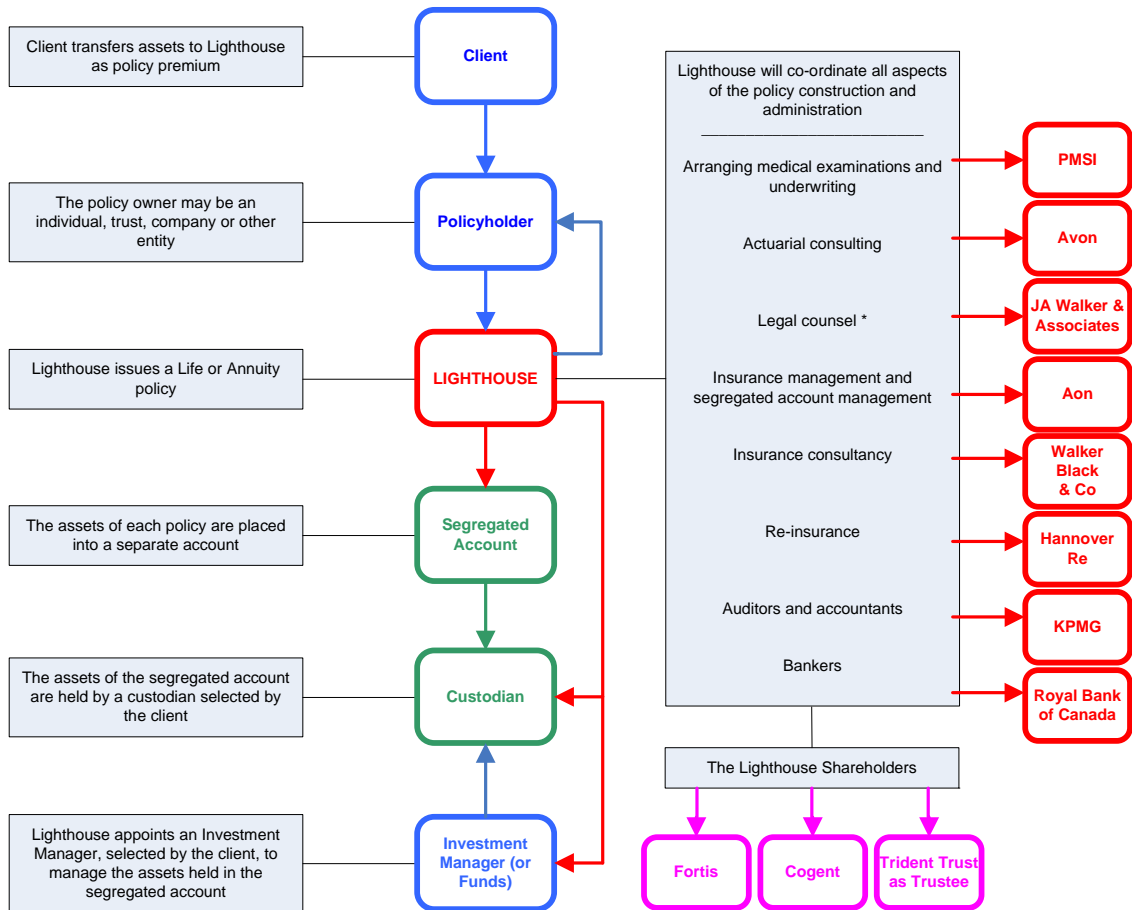 Client transfers assets to Lighthouse
as policy premium
Client
The policy owner may be an
individual, trust, company or other
entity
Policyholder
Lighthouse issues a Life or Annuity
policy
LIGHTHOUSE
The assets of each policy are placed
into a separate account
Segregated
Account
The assets of the segregated account
are held by a custodian selected by
the client
Custodian
Lighthouse appoints an Investment
Manager, selected by the client, to
manage the assets held in the
segregated account
Investment
Manager (or
Funds)
Lighthouse will co-ordinate all aspects
of the policy construction and
administration
Arranging medical examinations and
underwriting
PMSI
Actuarial consulting
Avon
Legal counsel *
JA Walker &
Associates
Insurance management and
segregated account management
Aon
Insurance consultancy
Walker
Black
& Co
Re-insurance
Hannover
Re
Auditors and accountants
KPMG
Bankers
Royal Bank
of Canada
The Lighthouse Shareholders
Fortis
Cogent
Trident Trust
as Trustee